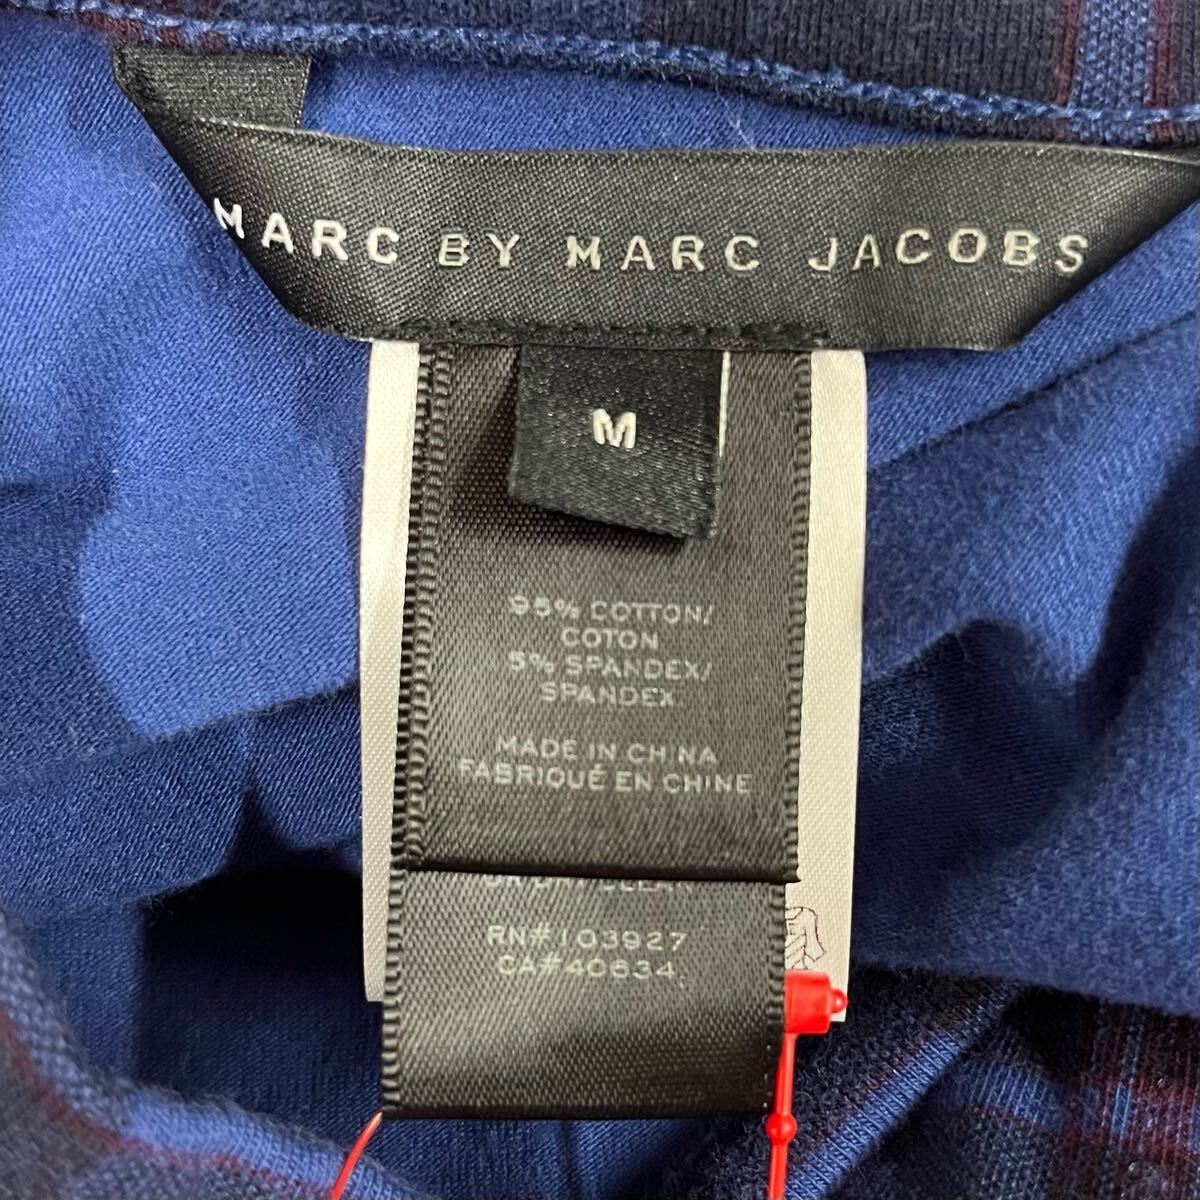 MARC BY MARC JACOBS
M
95% COTTON/
COTON
5% SPANDEX/
SPANDEX
MADE IN CHINA
FABRIQUÉ EN CHINE
RN#103927
CA#40634